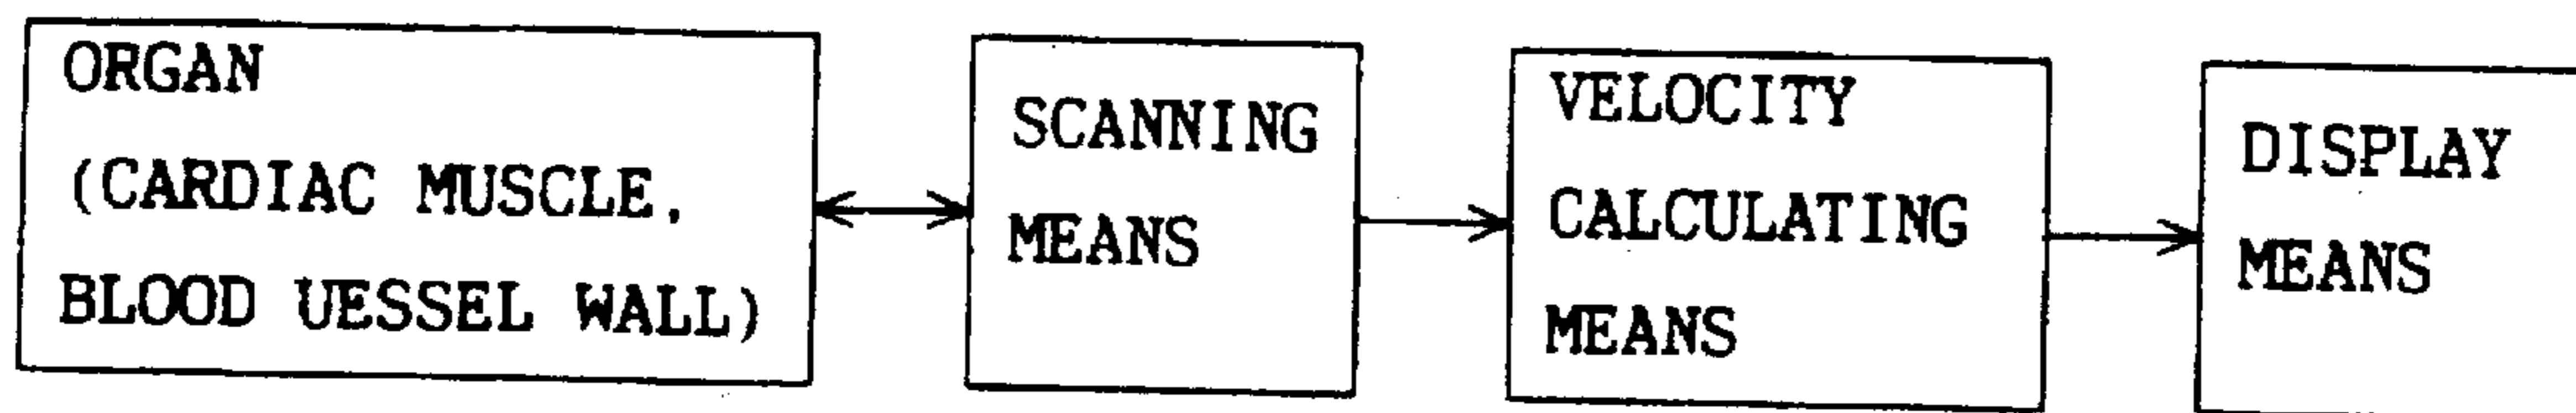 ORGAN
(CARDIAC MUSCLE.
BLOOD UESSEL WALL)
SCANNING
MEANS
VELOCITY
CALCULATING
MEANS
DISPLAY
MEANS